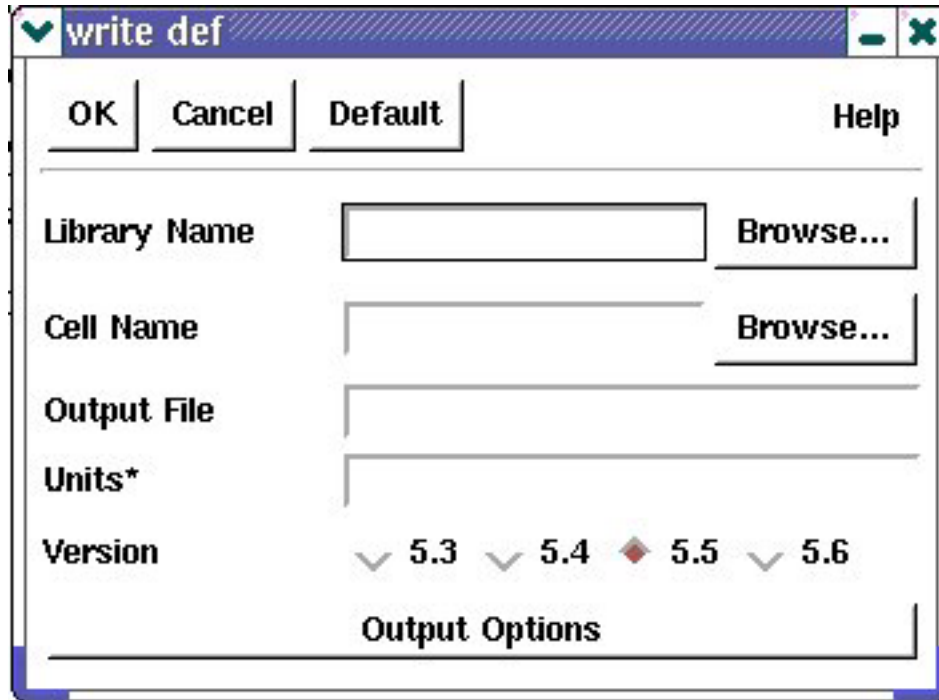 write def
OK Cancel Default Help
Library Name Browse...
Cell Name Browse...
Output File
Units*
Version 5.3 5.4 5.5 5.6
Output Options